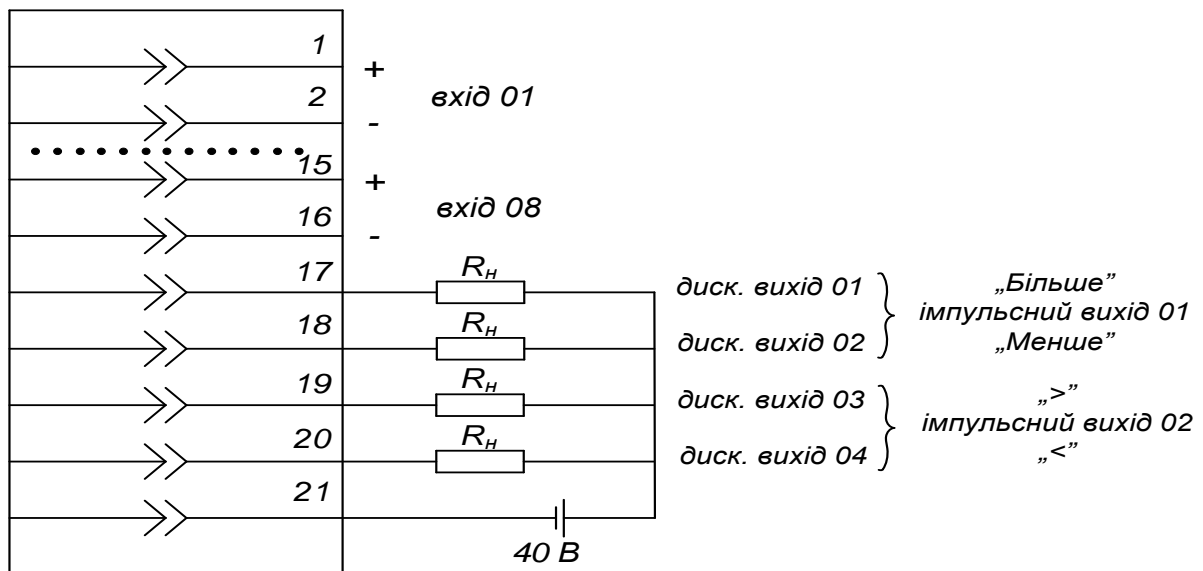 1
+
вхід 01
2
-
15
+
вхід 08
16
-
17
Rн
диск. вихід 01
„Більше”
імпульсний вихід 01
18
Rн
диск. вихід 02
„Менше”
19
Rн
диск. вихід 03
„>”
імпульсний вихід 02
20
Rн
диск. вихід 04
„<”
21
40 В